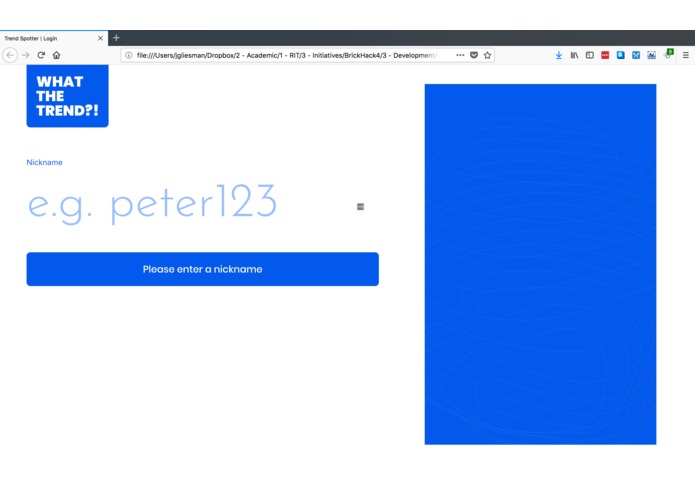 Trend Spotter | Login
file:///Users/jgliesman/Dropbox/2 - Academic/1 - RIT/3 - Initiatives/BrickHack4/3 - Development/
WHAT
THE
TREND?!
Nickname
e.g. peter123
Please enter a nickname